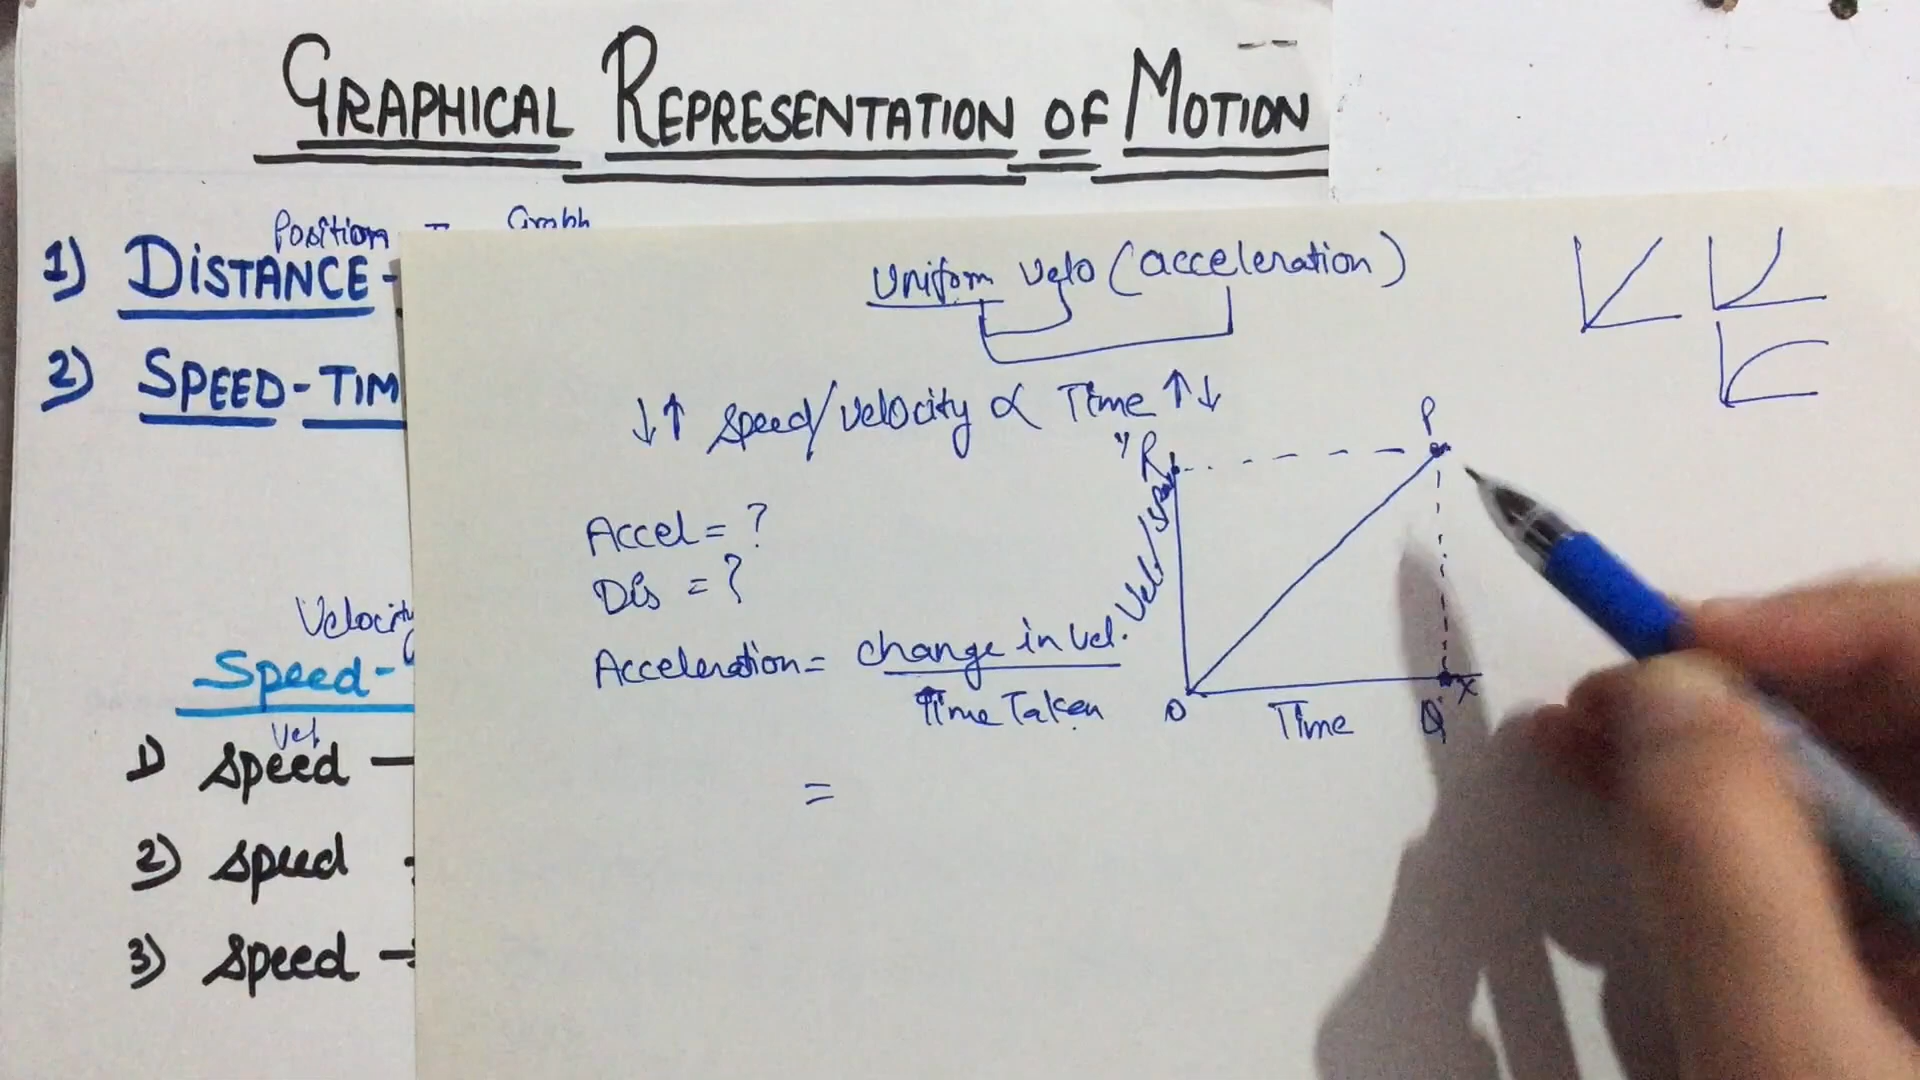 GRAPHICAL REPRESENTATION OF MOTION
Position - Graph
1) DISTANCE-
2) SPEED-TIM
Velocity
Speed-
Vel
1) Speed -
2) Speed
3) Speed -
Uniform Velo (acceleration)
↓↑ Speed/Velocity ∝ Time ↑↓
Accel = ?
Dis = ?
Acceleration = change in Vel.
Time Taken
=
y R
P
Vel/
O Time Q X